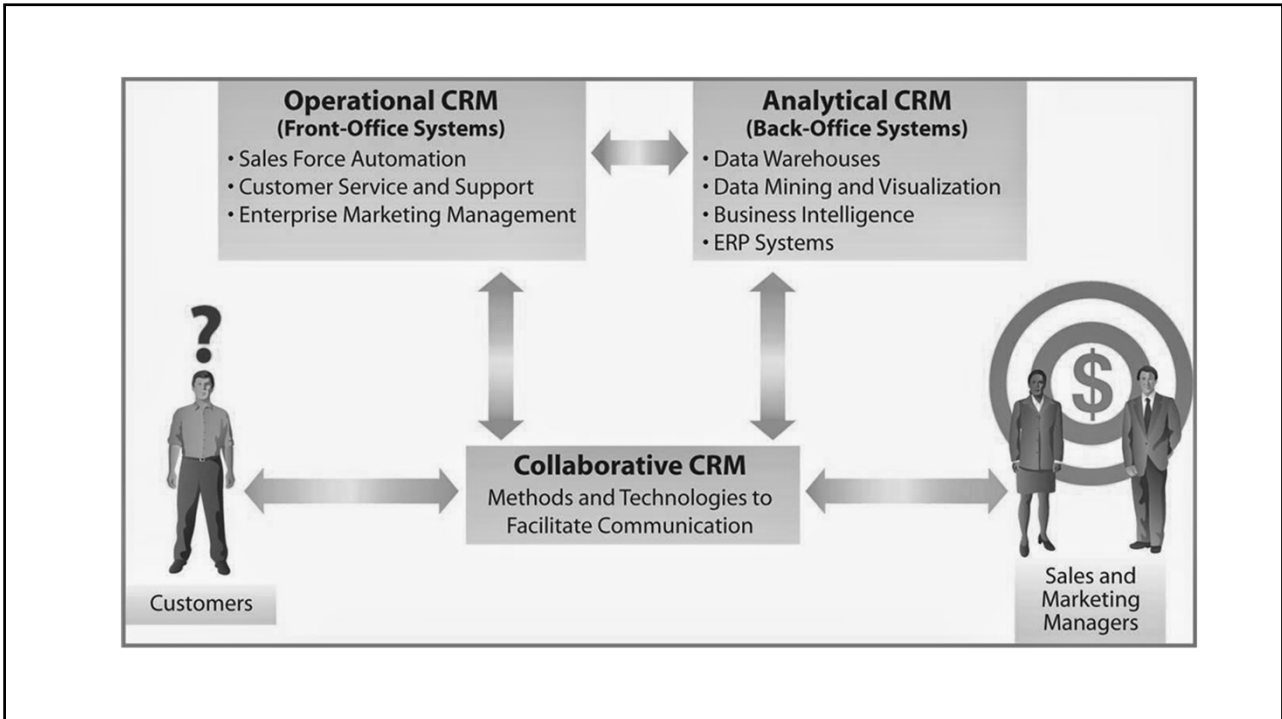 Operational CRM
(Front-Office Systems)
• Sales Force Automation
• Customer Service and Support
• Enterprise Marketing Management
Analytical CRM
(Back-Office Systems)
• Data Warehouses
• Data Mining and Visualization
• Business Intelligence
• ERP Systems
?
$
Collaborative CRM
Methods and Technologies to
Facilitate Communication
Customers
Sales and
Marketing
Managers